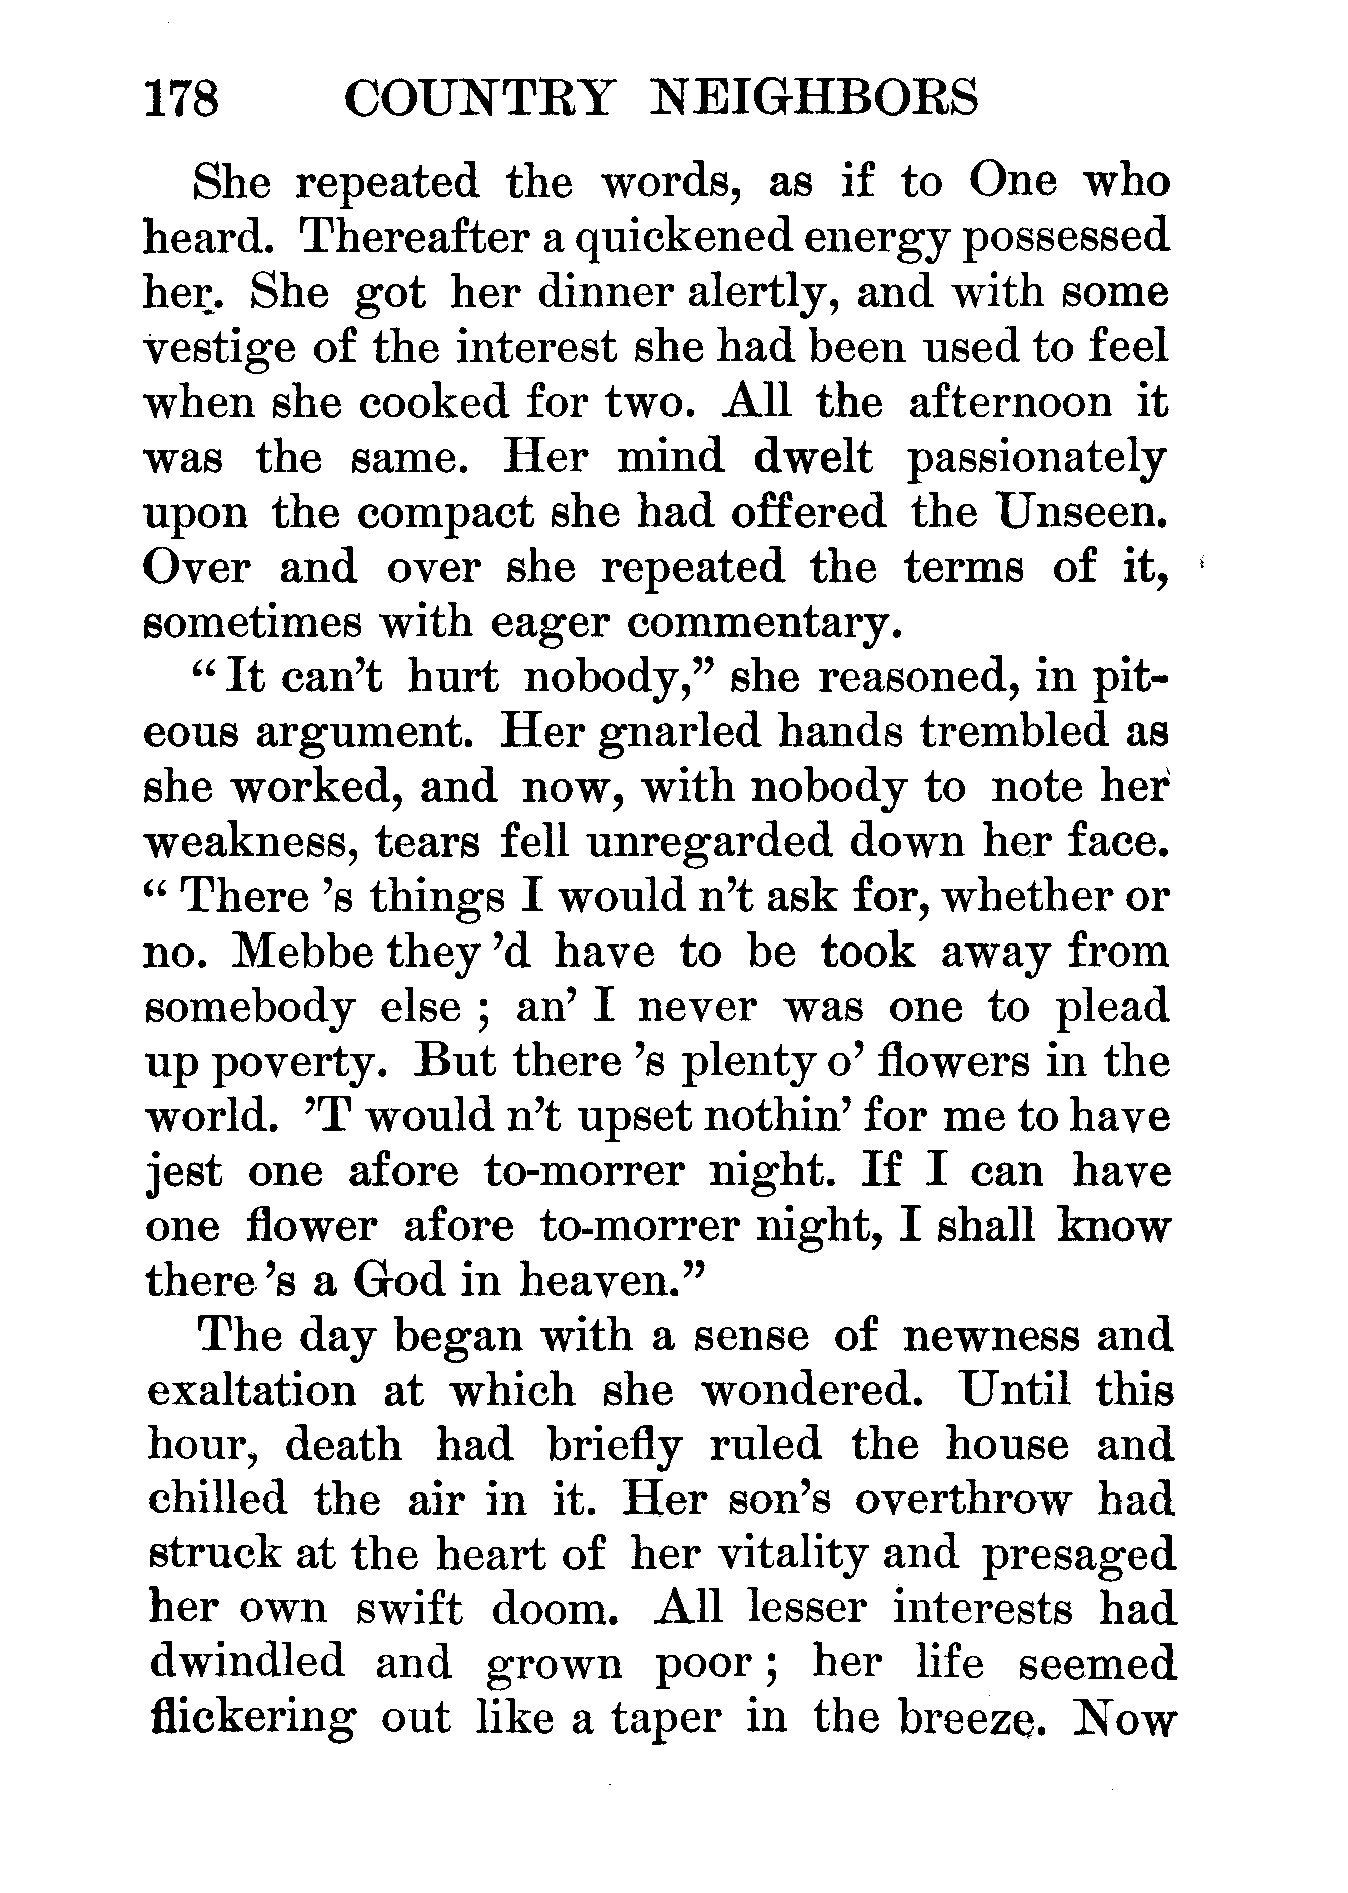 178 COUNTRY NEIGHBORS
She repeated the words, as if to One who
heard. Thereafter a quickened energy possessed
her. She got her dinner alertly, and with some
vestige of the interest she had been used to feel
when she cooked for two. All the afternoon it
was the same. Her mind dwelt passionately
upon the compact she had offered the Unseen.
Over and over she repeated the terms of it,
sometimes with eager commentary.
“It can’t hurt nobody,” she reasoned, in pit-
eous argument. Her gnarled hands trembled as
she worked, and now, with nobody to note her
weakness, tears fell unregarded down her face.
“There ’s things I would n’t ask for, whether or
no. Mebbe they ’d have to be took away from
somebody else ; an’ I never was one to plead
up poverty. But there ’s plenty o’ flowers in the
world. ’T would n’t upset nothin’ for me to have
jest one afore to-morrer night. If I can have
one flower afore to-morrer night, I shall know
there ’s a God in heaven.”
The day began with a sense of newness and
exaltation at which she wondered. Until this
hour, death had briefly ruled the house and
chilled the air in it. Her son’s overthrow had
struck at the heart of her vitality and presaged
her own swift doom. All lesser interests had
dwindled and grown poor ; her life seemed
flickering out like a taper in the breeze. Now